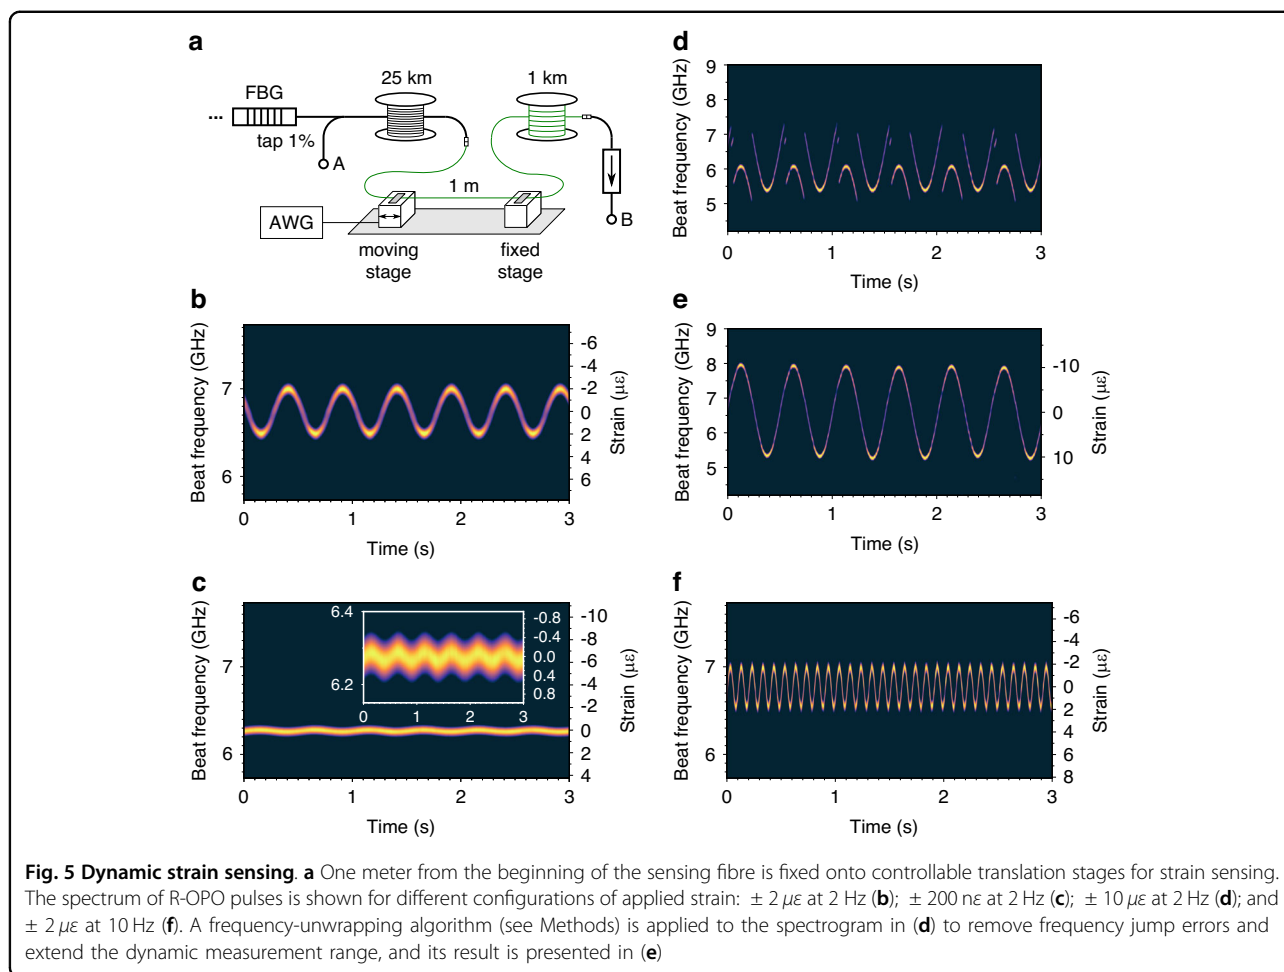 a
25 km
1 km
FBG
...
tap 1%
A
1 m
AWG
B
moving
stage
fixed
stage
b
Beat frequency (GHz)
7
6
-6
-4
-2
0
2
4
6
Strain (με)
0
1
2
3
Time (s)
c
Beat frequency (GHz)
7
6
6.4
6.2
-0.8
-0.4
0.0
0.4
0.8
0
1
2
3
-10
-8
-6
-4
-2
0
2
4
Strain (με)
0
1
2
3
Time (s)
d
Beat frequency (GHz)
9
8
7
6
5
0
1
2
3
Time (s)
e
Beat frequency (GHz)
9
8
7
6
5
-10
0
10
Strain (με)
0
1
2
3
Time (s)
f
Beat frequency (GHz)
7
6
-6
-4
-2
0
2
4
6
8
Strain (με)
0
1
2
3
Time (s)
Fig. 5 Dynamic strain sensing. a One meter from the beginning of the sensing fibre is fixed onto controllable translation stages for strain sensing.
The spectrum of R-OPO pulses is shown for different configurations of applied strain: ± 2 με at 2 Hz (b); ± 200 nε at 2 Hz (c); ± 10 με at 2 Hz (d); and
± 2 με at 10 Hz (f). A frequency-unwrapping algorithm (see Methods) is applied to the spectrogram in (d) to remove frequency jump errors and
extend the dynamic measurement range, and its result is presented in (e)